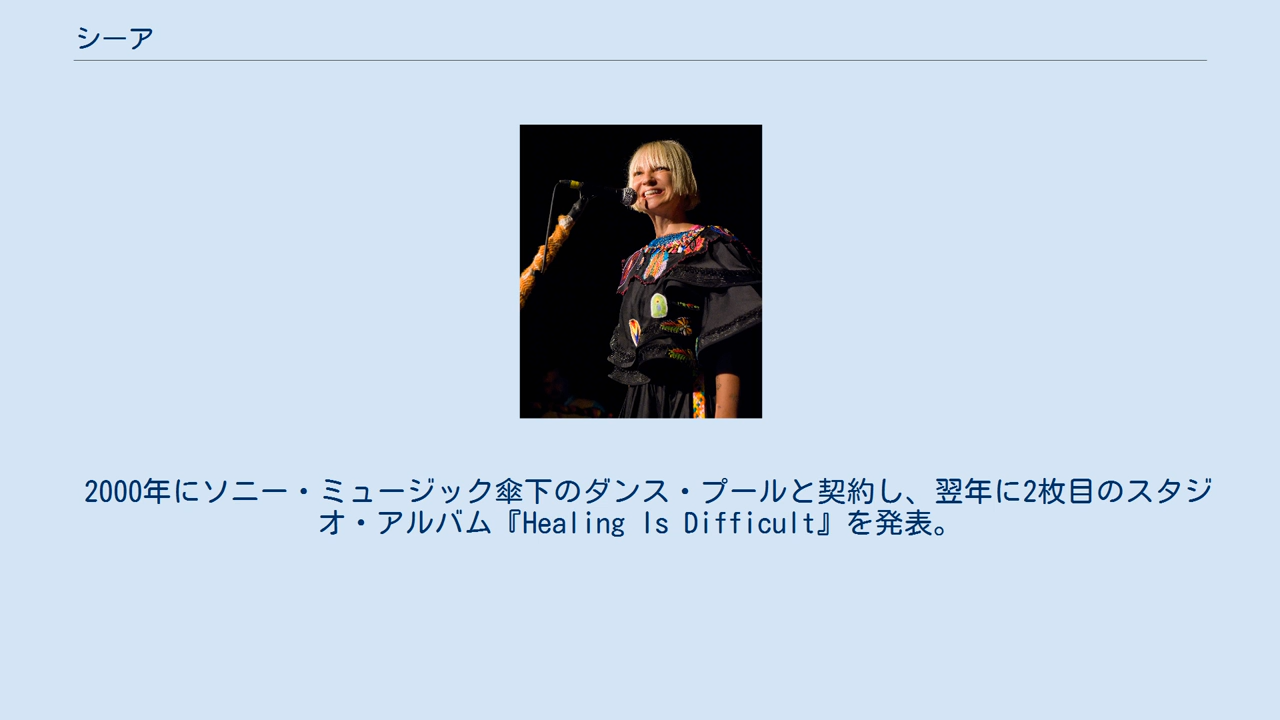 シーア
2000年にソニー・ミュージック傘下のダンス・プールと契約し、翌年に2枚目のスタジ
オ・アルバム『Healing Is Difficult』を発表。